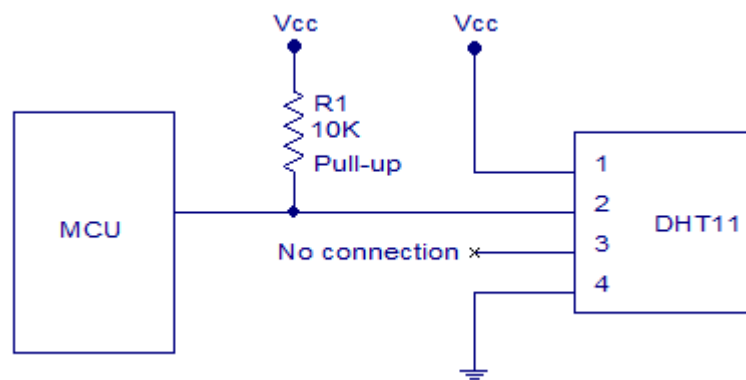 Vcc
Vcc
R1
10K
Pull-up
MCU
No connection
1
2
3
4
DHT11